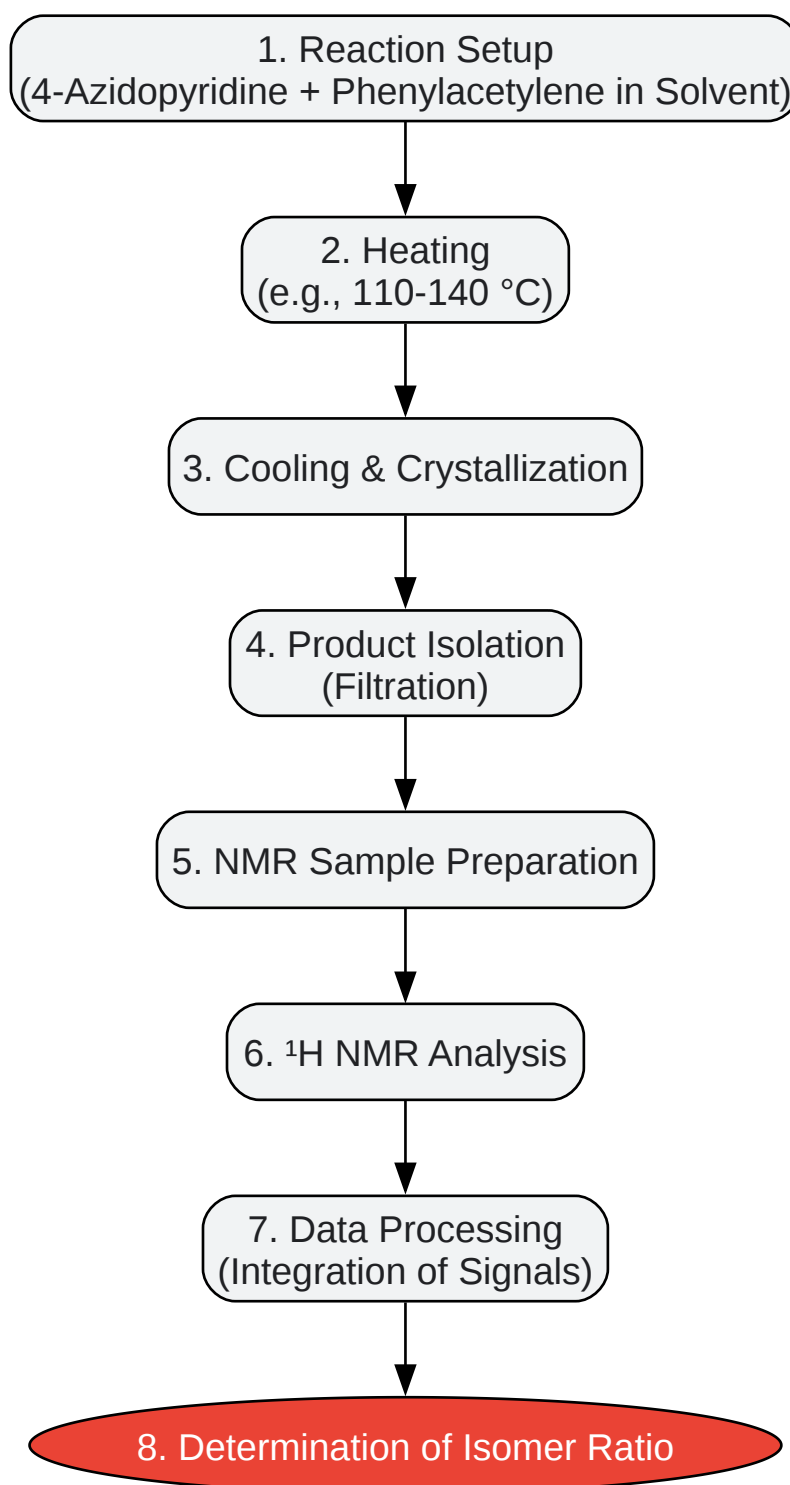 1. Reaction Setup
(4-Azidopyridine + Phenylacetylene in Solvent)
2. Heating
(e.g., 110-140 °C)
3. Cooling & Crystallization
4. Product Isolation
(Filtration)
5. NMR Sample Preparation
6. ¹H NMR Analysis
7. Data Processing
(Integration of Signals)
8. Determination of Isomer Ratio